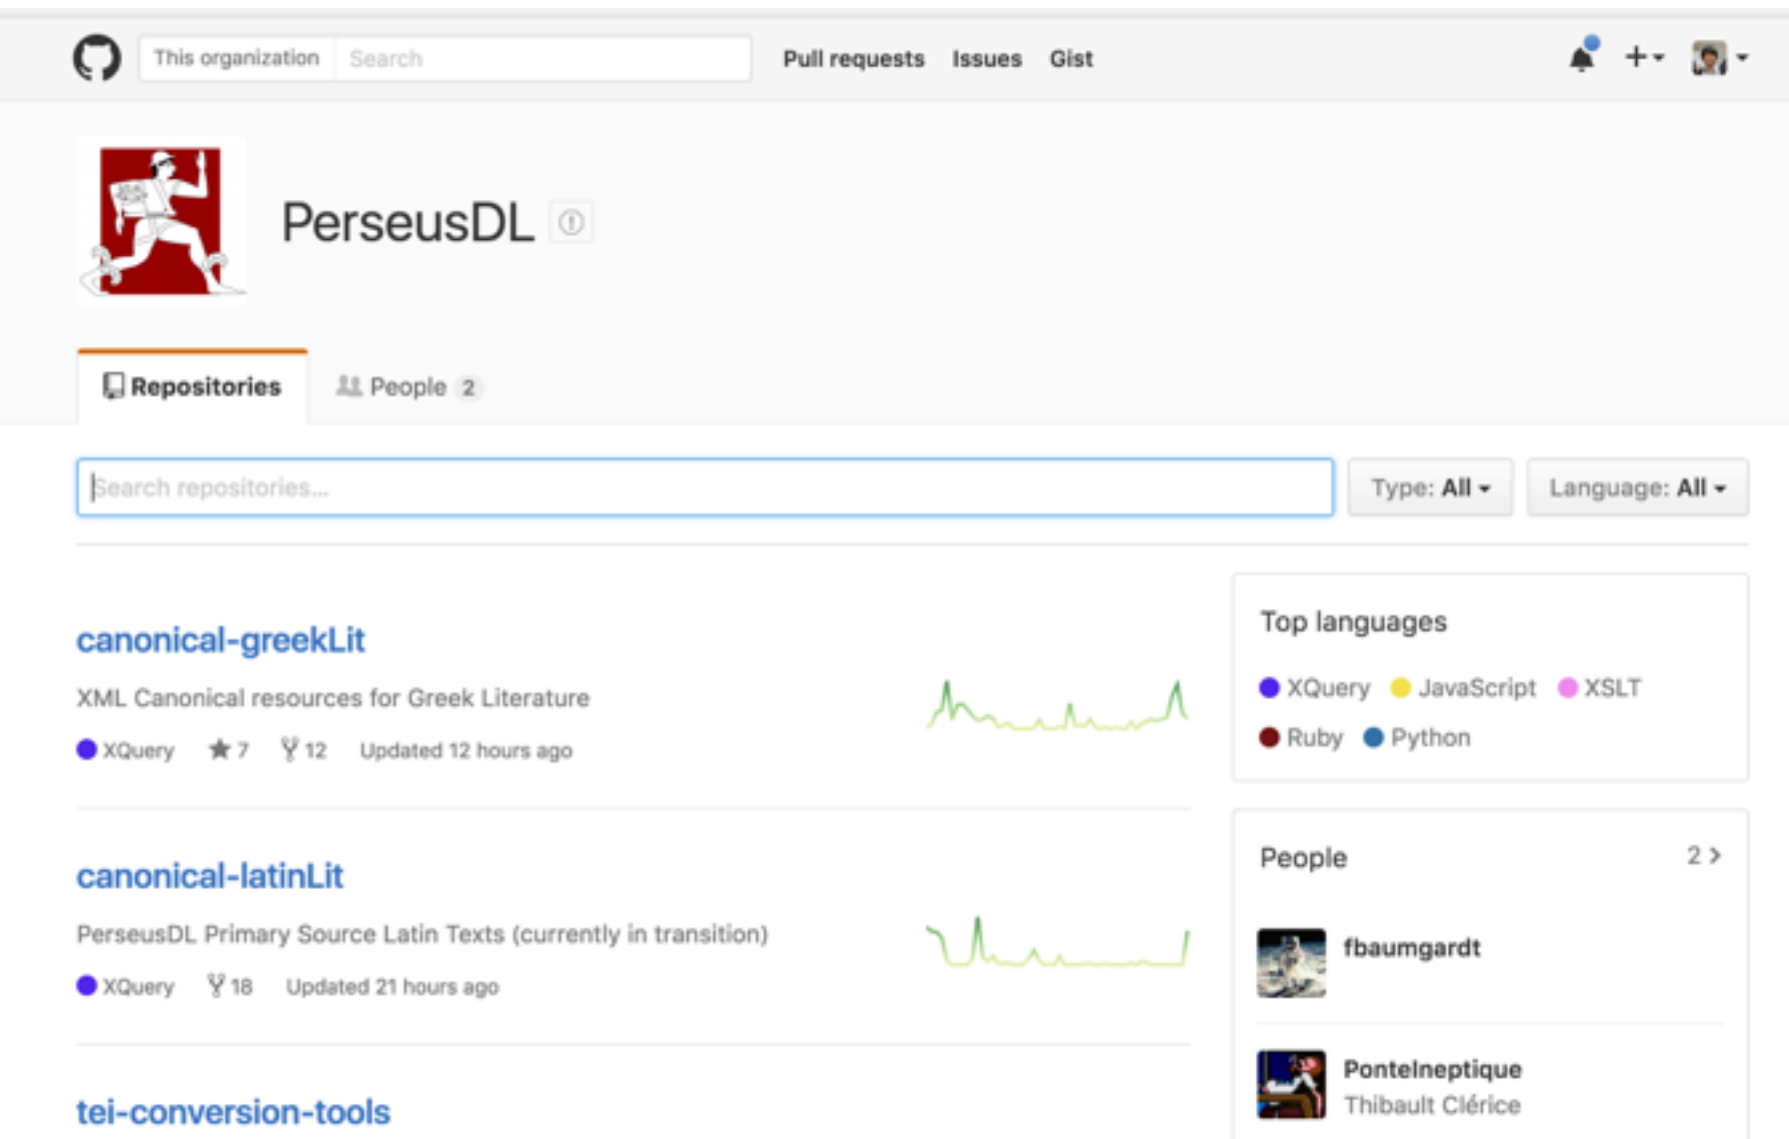 This organization Search Pull requests Issues Gist
PerseusDL
Repositories People 2
Search repositories... Type: All Language: All
canonical-greekLit
XML Canonical resources for Greek Literature
XQuery 7 12 Updated 12 hours ago
canonical-latinLit
PerseusDL Primary Source Latin Texts (currently in transition)
XQuery 18 Updated 21 hours ago
tei-conversion-tools
Top languages
XQuery JavaScript XSLT
Ruby Python
People 2
fbaumgardt
PonteIneptique
Thibault Clérice